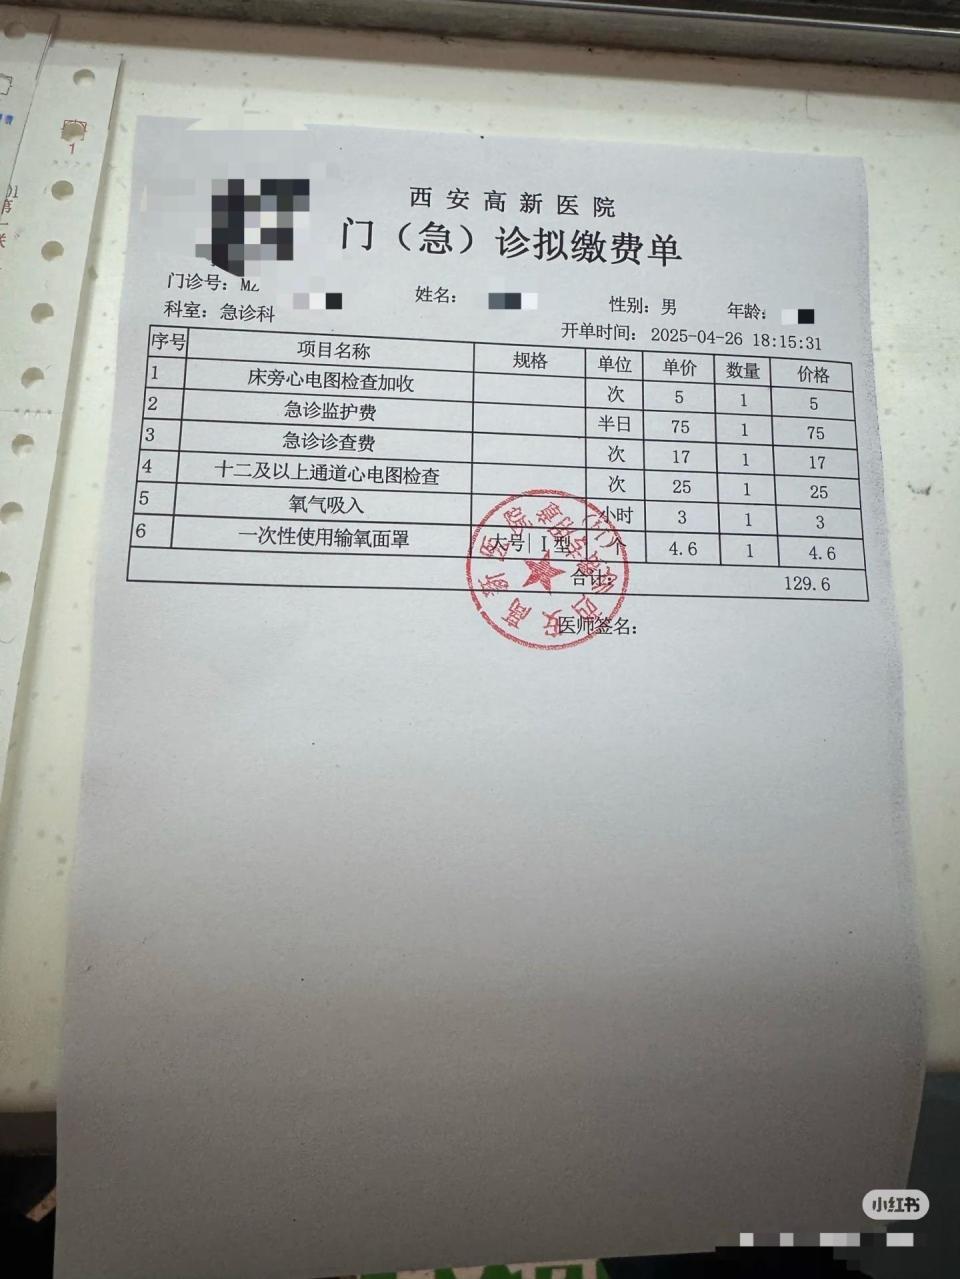 西安高新医院
门（急）诊拟缴费单
门诊号：MZ
姓名：
性别：男
年龄：
科室：急诊科
开单时间：2025-04-26 18:15:31
序号 项目名称 规格 单位 单价 数量 价格
1 床旁心电图检查加收 次 5 1 5
2 急诊监护费 半日 75 1 75
3 急诊诊查费 次 17 1 17
4 十二及以上通道心电图检查 次 25 1 25
5 氧气吸入 小时 3 1 3
6 一次性使用输氧面罩 大号|Ⅰ型 个 4.6 1 4.6
合计： 129.6
医师签名：
西安高新医院
小红书